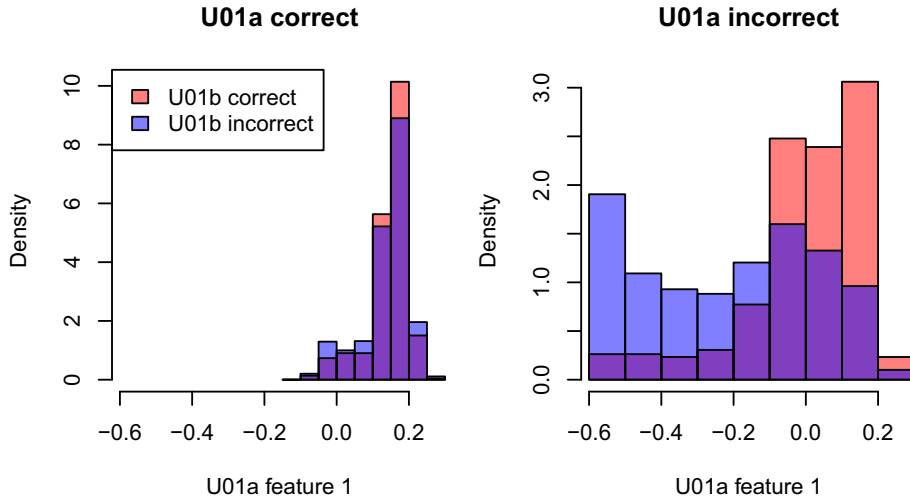 U01a correct
U01b correct
U01b incorrect
Density
0
2
4
6
8
10
−0.6
−0.4
−0.2
0.0
0.2
U01a feature 1
U01a incorrect
Density
0.0
1.0
2.0
3.0
−0.6
−0.4
−0.2
0.0
0.2
U01a feature 1